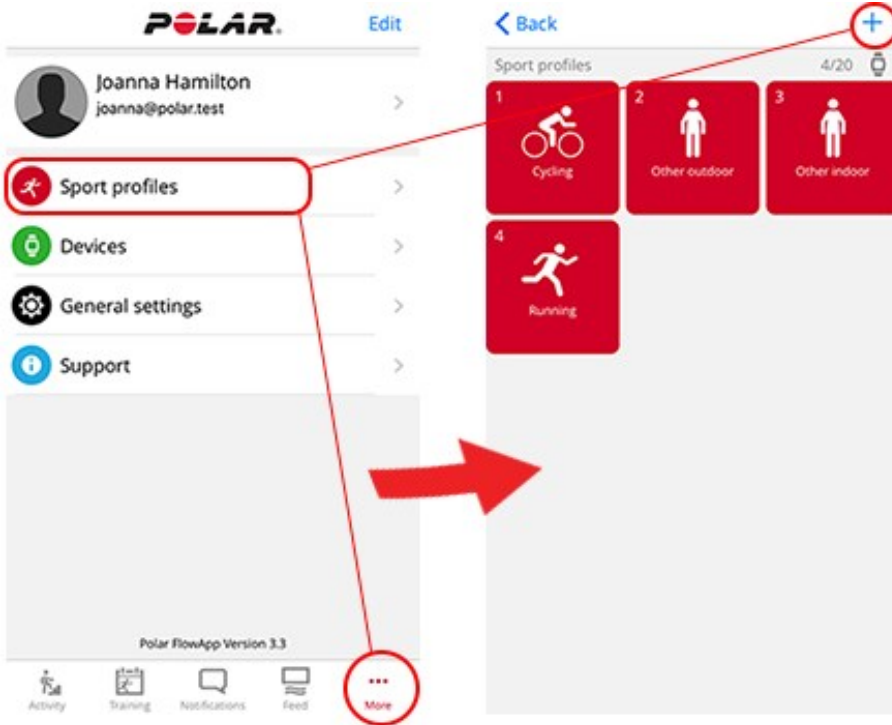 POLAR.
Edit
Joanna Hamilton
joanna@polar.test
Sport profiles
Devices
General settings
Support
Polar FlowApp Version 3.3
Activity
Training
Notifications
Feed
More
Back
Sport profiles
4/20
1
Cycling
2
Other outdoor
3
Other indoor
4
Running